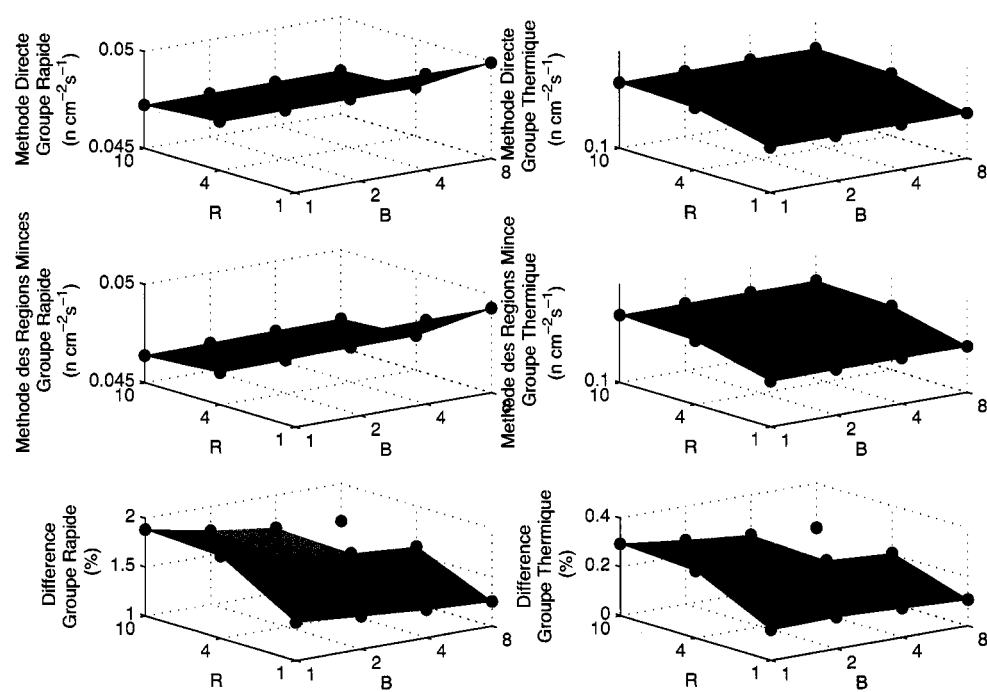 Methode Directe
Groupe Rapide
(n cm⁻²s⁻¹)
0.05
0.045
10
4
1
R
1
2
4
8
B
Methode Directe
Groupe Thermique
(n cm⁻²s⁻¹)
0.1
10
4
1
R
1
2
4
8
B
Methode des Regions Minces
Groupe Rapide
(n cm⁻²s⁻¹)
0.05
0.045
10
4
1
R
1
2
4
B
Methode des Regions Mince
Groupe Thermique
(n cm⁻²s⁻¹)
0.1
10
4
1
R
1
2
4
8
B
Difference
Groupe Rapide
(%)
2
1.5
1
10
4
1
R
1
2
4
8
B
Difference
Groupe Thermique
(%)
0.4
0.2
0
10
4
1
R
1
2
4
8
B